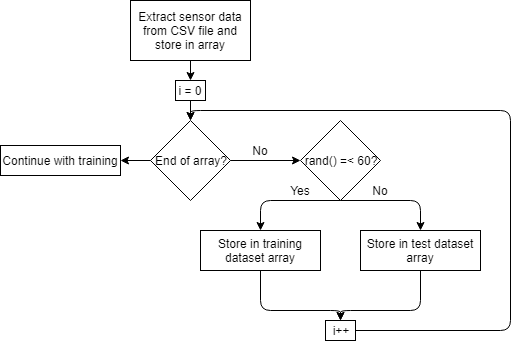 Extract sensor data
from CSV file and
store in array
i = 0
Continue with training
End of array?
No
rand() =< 60?
Yes
No
Store in training
dataset array
Store in test dataset
array
i++